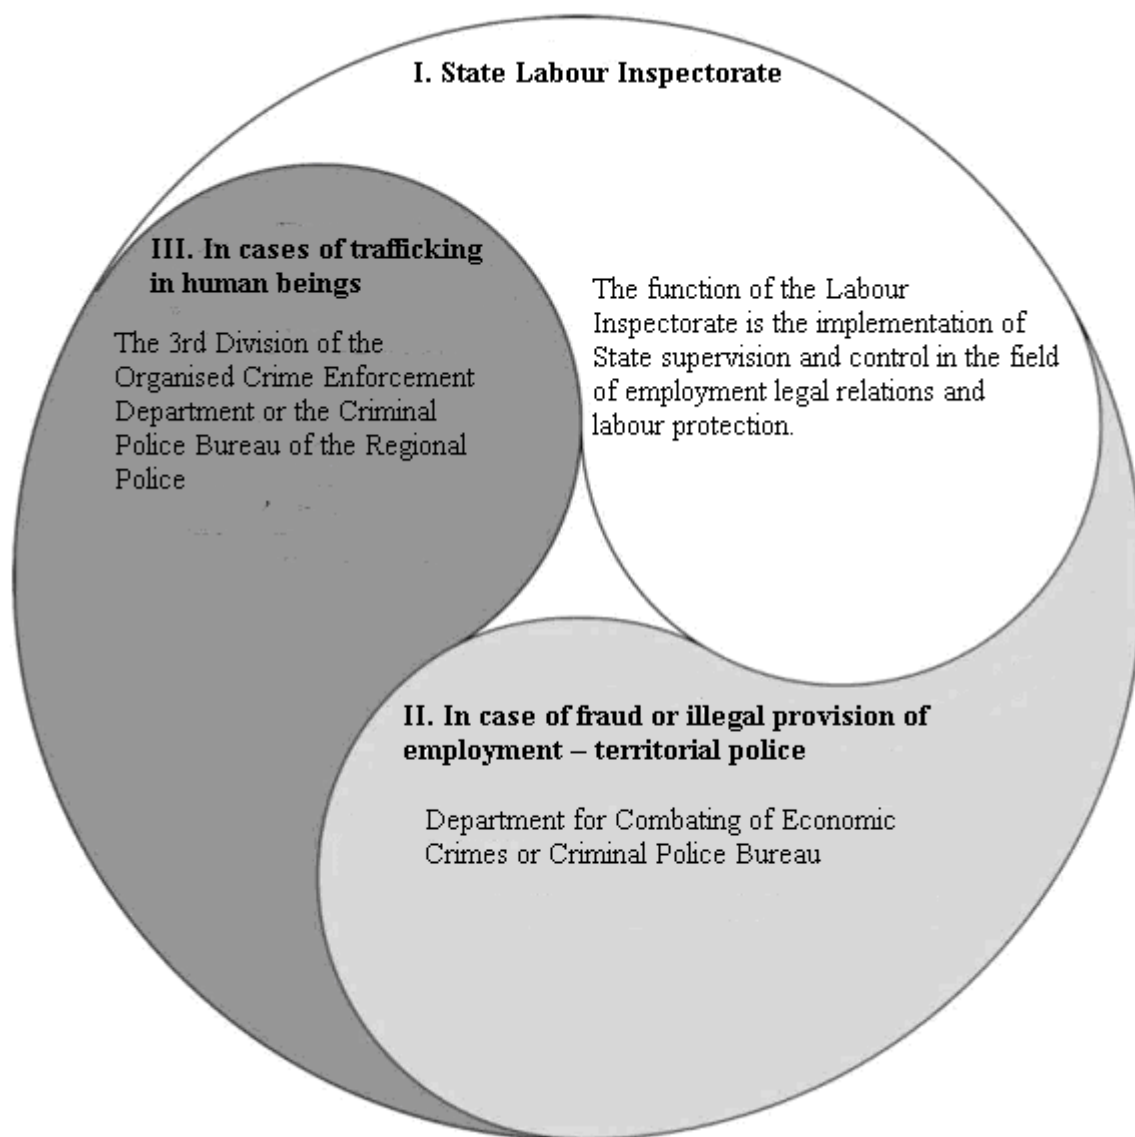 I. State Labour Inspectorate
III. In cases of trafficking
in human beings
The 3rd Division of the
Organised Crime Enforcement
Department or the Criminal
Police Bureau of the Regional
Police
The function of the Labour
Inspectorate is the implementation of
State supervision and control in the field
of employment legal relations and
labour protection.
II. In case of fraud or illegal provision of
employment – territorial police
Department for Combating of Economic
Crimes or Criminal Police Bureau